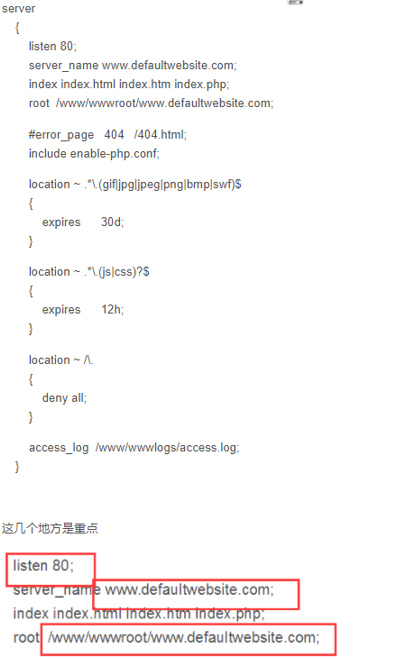 server
{
listen 80;
server_name www.defaultwebsite.com;
index index.html index.htm index.php;
root /www/wwwroot/www.defaultwebsite.com;
#error_page 404 /404.html;
include enable-php.conf;
location ~ .*\.(gif|jpg|jpeg|png|bmp|swf)$
{
expires 30d;
}
location ~ .*\.(js|css)?$
{
expires 12h;
}
location ~ /\.
{
deny all;
}
access_log /www/wwwlogs/access.log;
}
这几个地方是重点
listen 80;
server_name www.defaultwebsite.com;
index index.html index.htm index.php;
root /www/wwwroot/www.defaultwebsite.com;